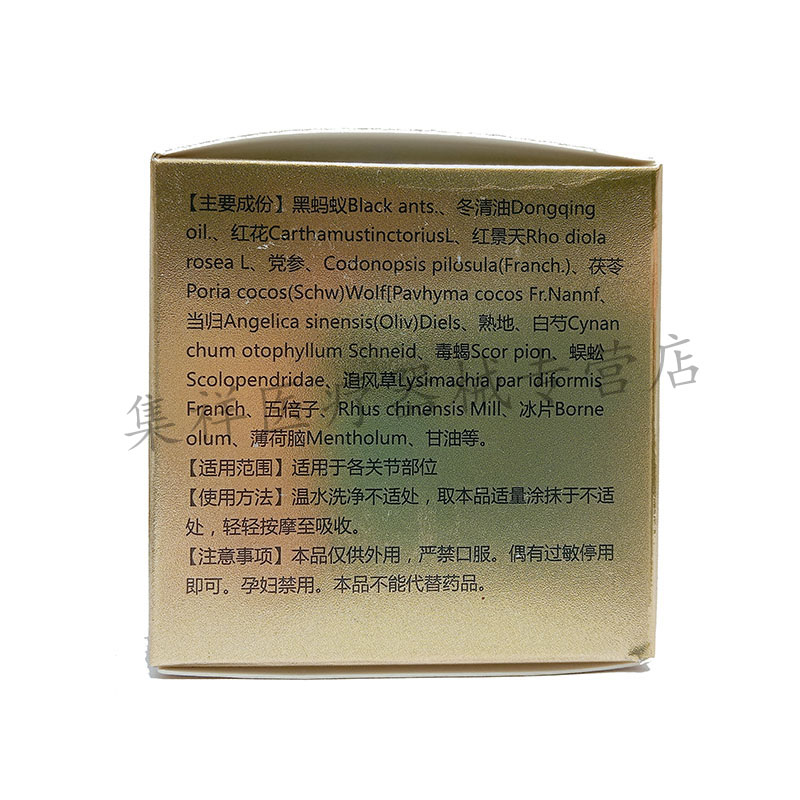 【主要成份】黑蚂蚁Black ants.、冬清油Dongqing
oil.、红花CarthamustinctoriusL、红景天Rho diola
rosea L、党参、Codonopsis pilosula(Franch.)、茯苓
Poria cocos(Schw)Wolf[Pavhyma cocos Fr.Nannf、
当归Angelica sinensis(Oliv)Diels、熟地、白芍Cynan
chum otophyllum Schneid、毒蝎Scor pion、蜈蚣
Scolopendridae、追风草Lysimachia par idiformis
Franch、五倍子、Rhus chinensis Mill、冰片Borne
olum、薄荷脑Mentholum、甘油等。
【适用范围】适用于各关节部位
【使用方法】温水洗净不适处，取本品适量涂抹于不适
处，轻轻按摩至吸收。
【注意事项】本品仅供外用，严禁口服。偶有过敏停用
即可。孕妇禁用。本品不能代替药品。
集祥医疗器械专营店